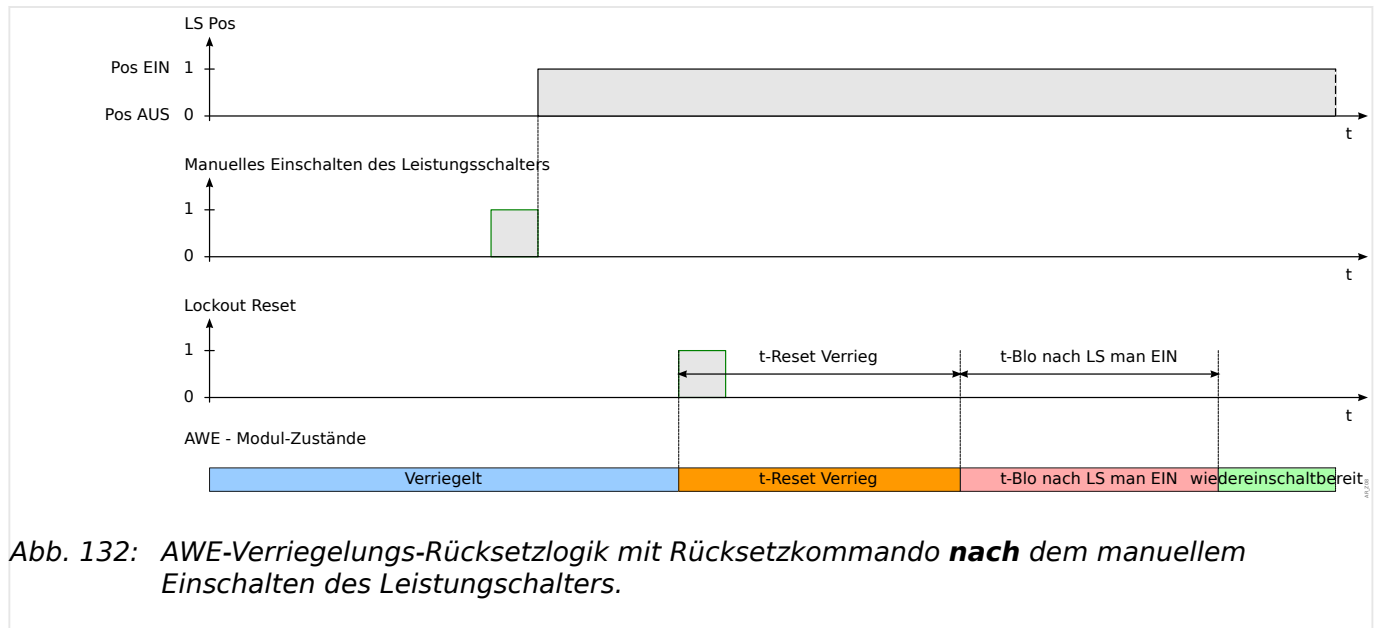 LS Pos
Pos EIN 1
Pos AUS 0
t
Manuelles Einschalten des Leistungsschalters
1
0
t
Lockout Reset
1
t-Reset Verrieg
t-Blo nach LS man EIN
0
t
AWE - Modul-Zustände
Verriegelt
t-Reset Verrieg
t-Blo nach LS man EIN
wiedereinschaltbereit
Abb. 132: AWE-Verriegelungs-Rücksetzlogik mit Rücksetzkommando nach dem manuellem
Einschalten des Leistungschalters.